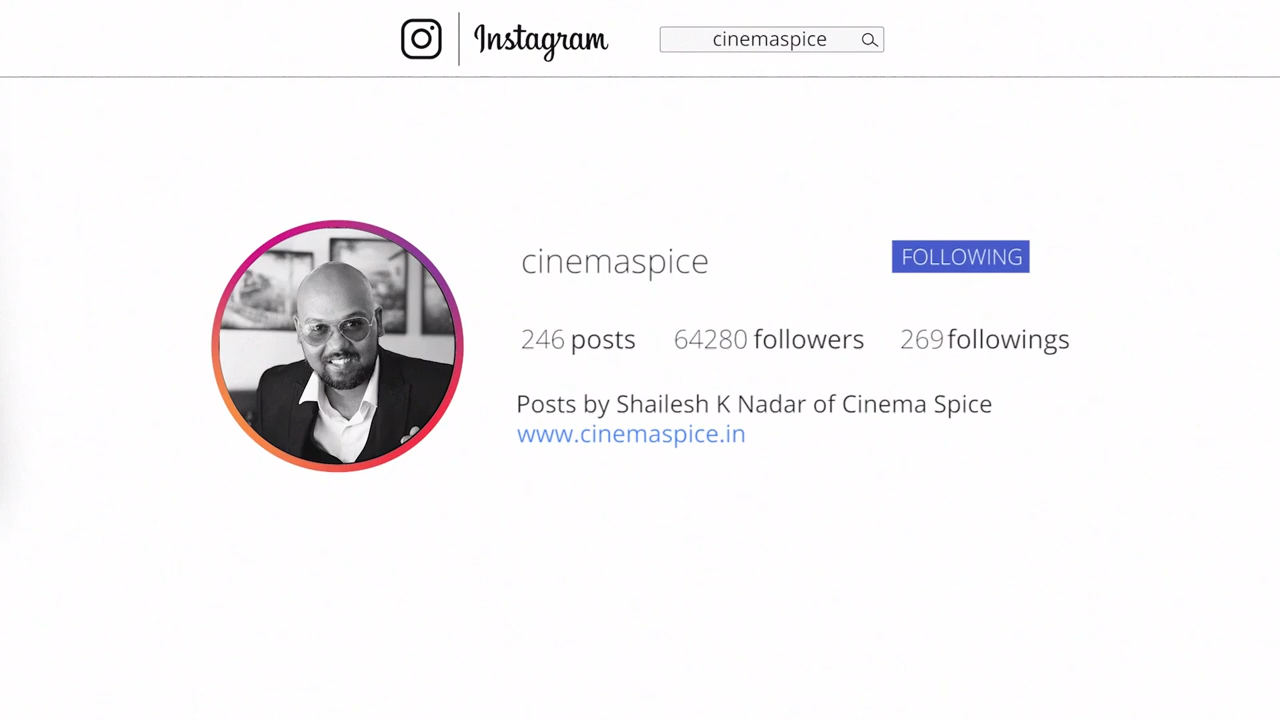 Instagram
cinemaspice
cinemaspice
FOLLOWING
246 posts 64280 followers 269 followings
Posts by Shailesh K Nadar of Cinema Spice
www.cinemaspice.in